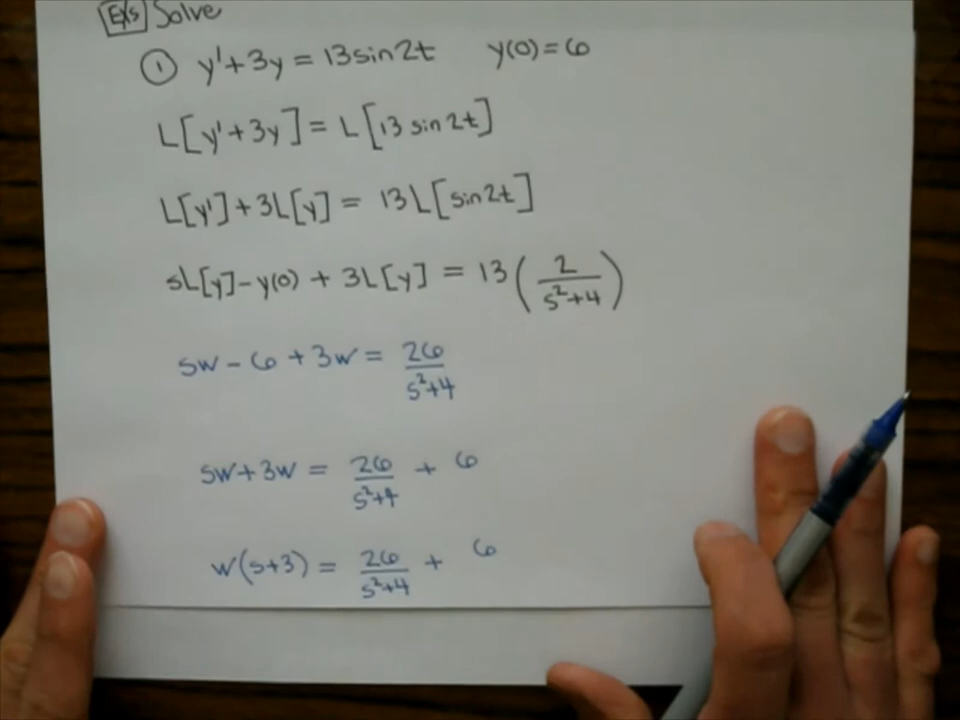 Exs Solve
① y'+3y = 13sin2t y(0)=6
L[y'+3y] = L[13 sin2t]
L[y']+3L[y] = 13L[sin2t]
sL[y]-y(0) + 3L[y] = 13(2/(s²+4))
sw - 6 + 3w = 26/(s²+4)
sw+3w = 26/(s²+4) + 6
w(s+3) = 26/(s²+4) + 6